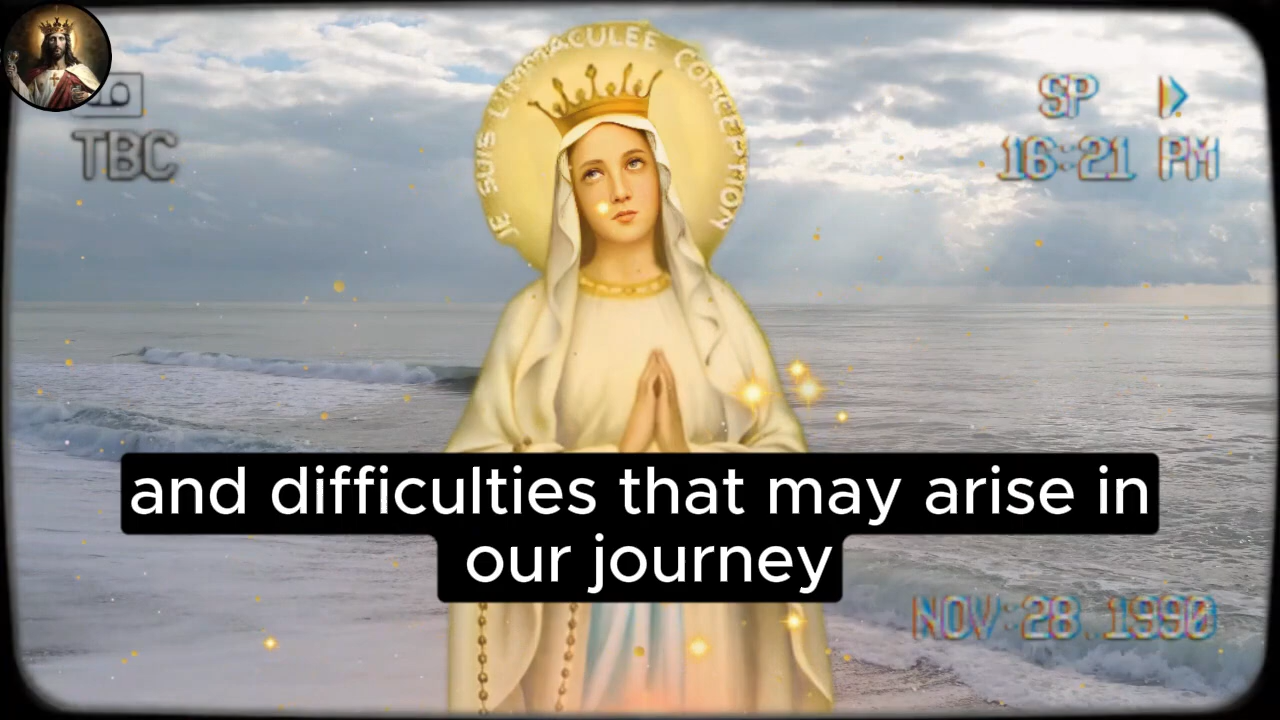 JE SUIS L'IMMACULEE CONCEPTION
SP
TBC
16:21 PM
and difficulties that may arise in
our journey
NOV.28.1990